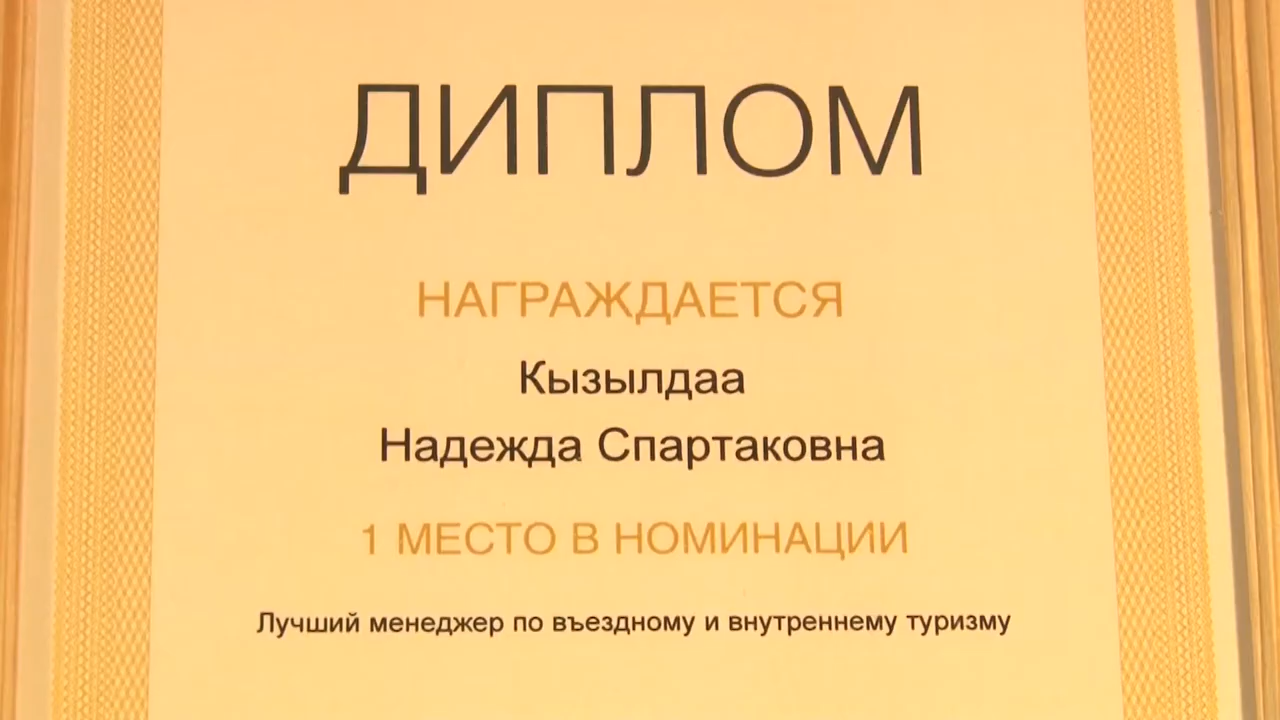 ДИПЛОМ
НАГРАЖДАЕТСЯ
Кызылдаа
Надежда Спартаковна
1 МЕСТО В НОМИНАЦИИ
Лучший менеджер по въездному и внутреннему туризму